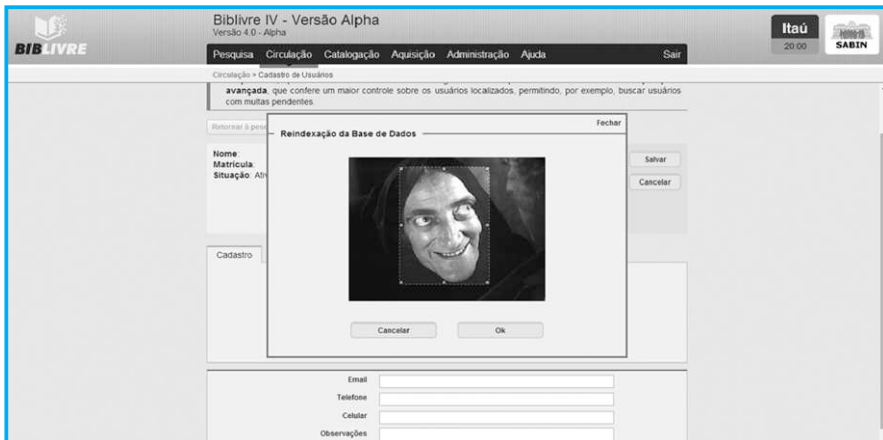 BIBLIVRE
Biblivre IV - Versão Alpha
Versão 4.0 - Alpha
Itaú
20:00
SABIN
Pesquisa Circulação Catalogação Aquisição Administração Ajuda Sair
Circulação > Cadastro de Usuários
avançada, que confere um maior controle sobre os usuários localizados, permitindo, por exemplo, buscar usuários
com multas pendentes.
Retornar à pesq
Fechar
Reindexação da Base de Dados
Nome:
Matrícula:
Situação: Ativ
Salvar
Cancelar
Cadastro
Cancelar Ok
Email
Telefone
Celular
Observações